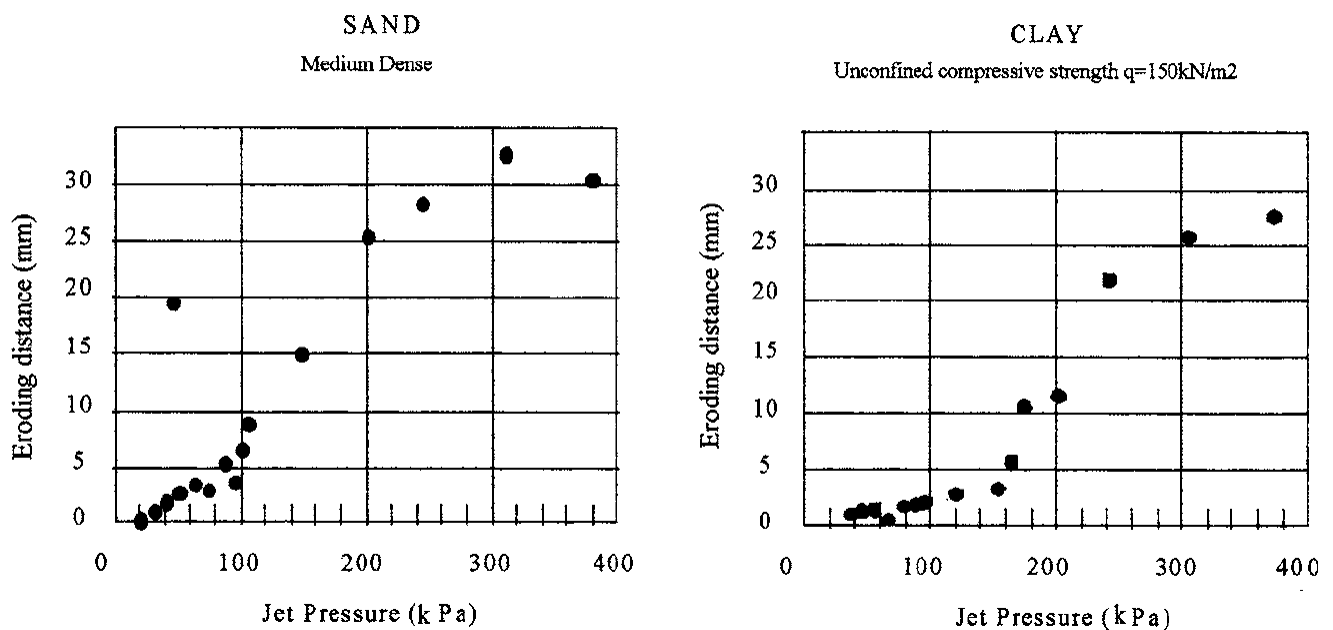 SAND
Medium Dense
30
25
20
15
10
5
0
0 100 200 300 400
Eroding distance (mm)
Jet Pressure (k Pa)
CLAY
Unconfined compressive strength q=150kN/m2
30
25
20
15
10
5
0
0 100 200 300 400
Eroding distance (mm)
Jet Pressure (k Pa)